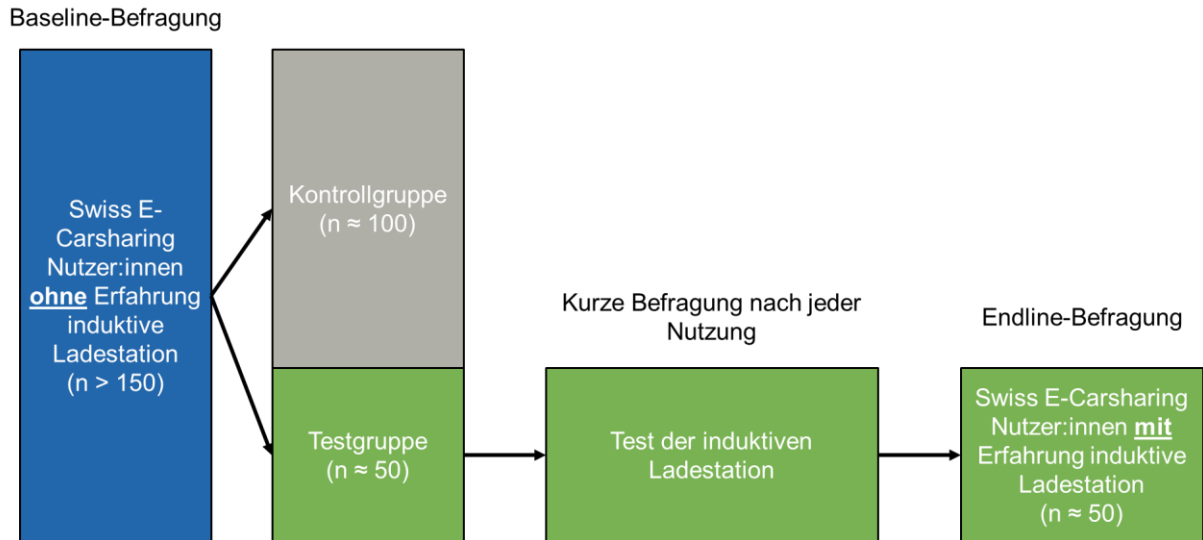 Baseline-Befragung
Swiss E-
Carsharing
Nutzer:innen
ohne Erfahrung
induktive
Ladestation
(n > 150)
Kontrollgruppe
(n ≈ 100)
Testgruppe
(n ≈ 50)
Kurze Befragung nach jeder
Nutzung
Test der induktiven
Ladestation
Endline-Befragung
Swiss E-Carsharing
Nutzer:innen mit
Erfahrung induktive
Ladestation
(n ≈ 50)